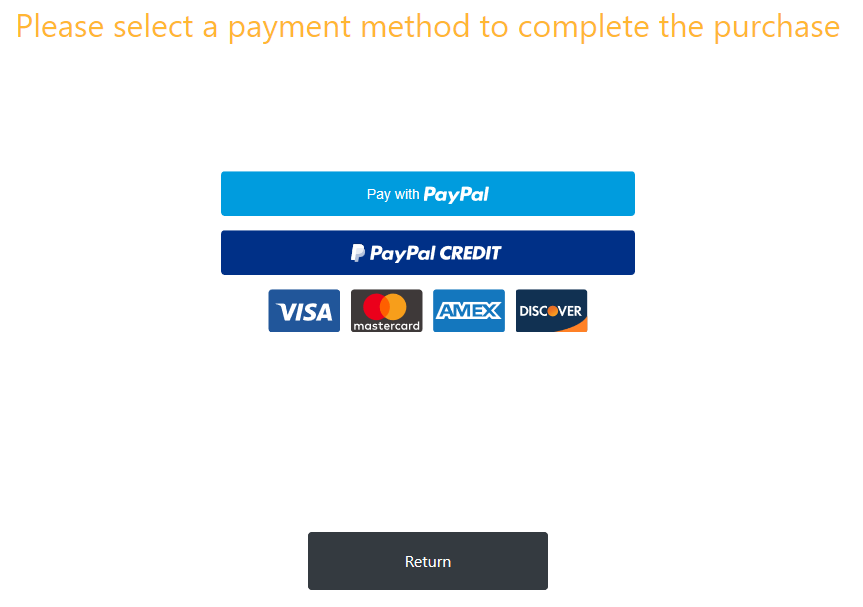 Please select a payment method to complete the purchase
Pay with PayPal
PayPal CREDIT
VISA mastercard AMEX DISCOVER
Return